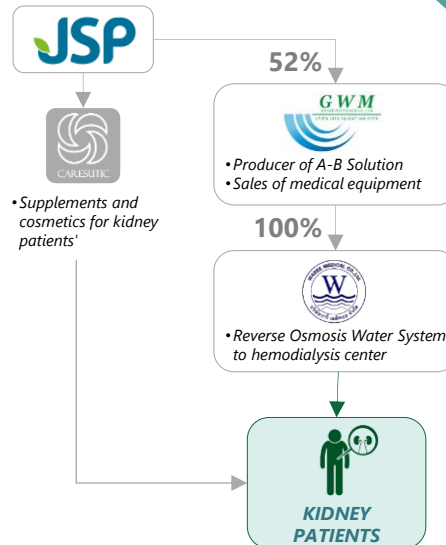 JSP
52%
GWM
• Producer of A-B Solution
• Sales of medical equipment
CARESUTIC
• Supplements and
cosmetics for kidney
patients'
100%
W
• Reverse Osmosis Water System
to hemodialysis center
KIDNEY
PATIENTS